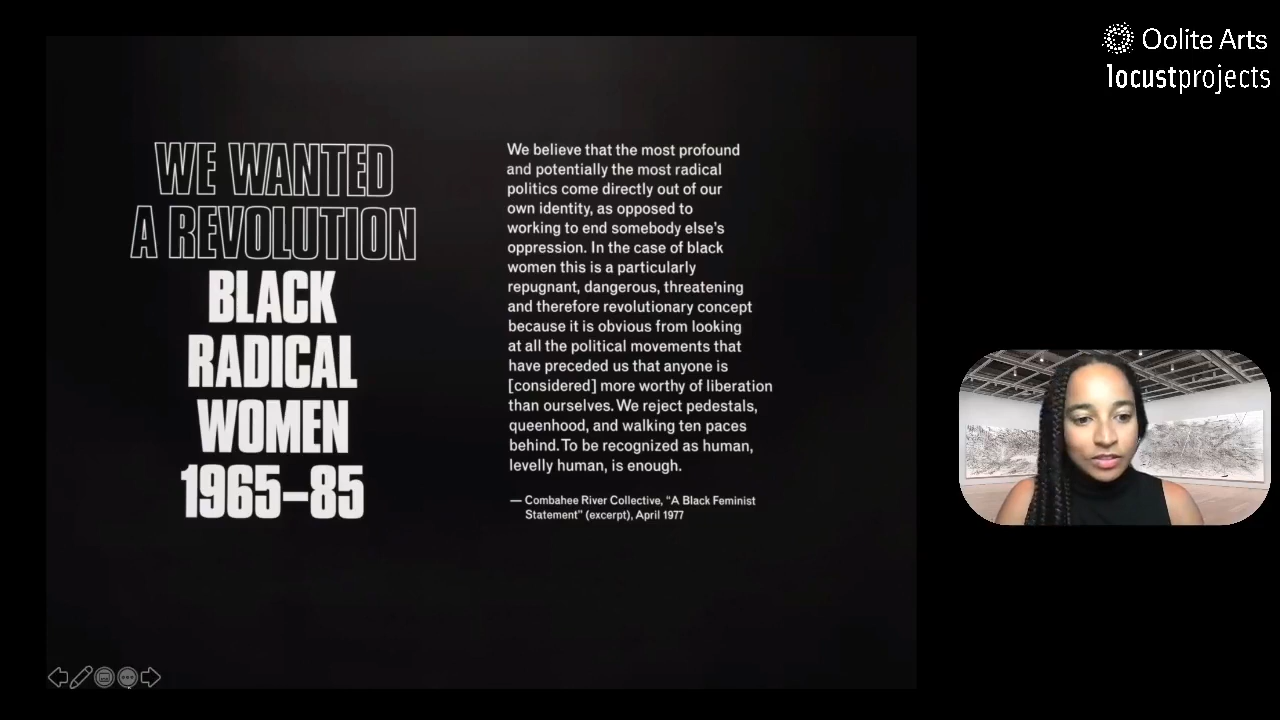 Oolite Arts
locustprojects
WE WANTED
A REVOLUTION
BLACK
RADICAL
WOMEN
1965–85
We believe that the most profound
and potentially the most radical
politics come directly out of our
own identity, as opposed to
working to end somebody else’s
oppression. In the case of black
women this is a particularly
repugnant, dangerous, threatening
and therefore revolutionary concept
because it is obvious from looking
at all the political movements that
have preceded us that anyone is
[considered] more worthy of liberation
than ourselves. We reject pedestals,
queenhood, and walking ten paces
behind. To be recognized as human,
levelly human, is enough.
— Combahee River Collective, “A Black Feminist
Statement” (excerpt), April 1977